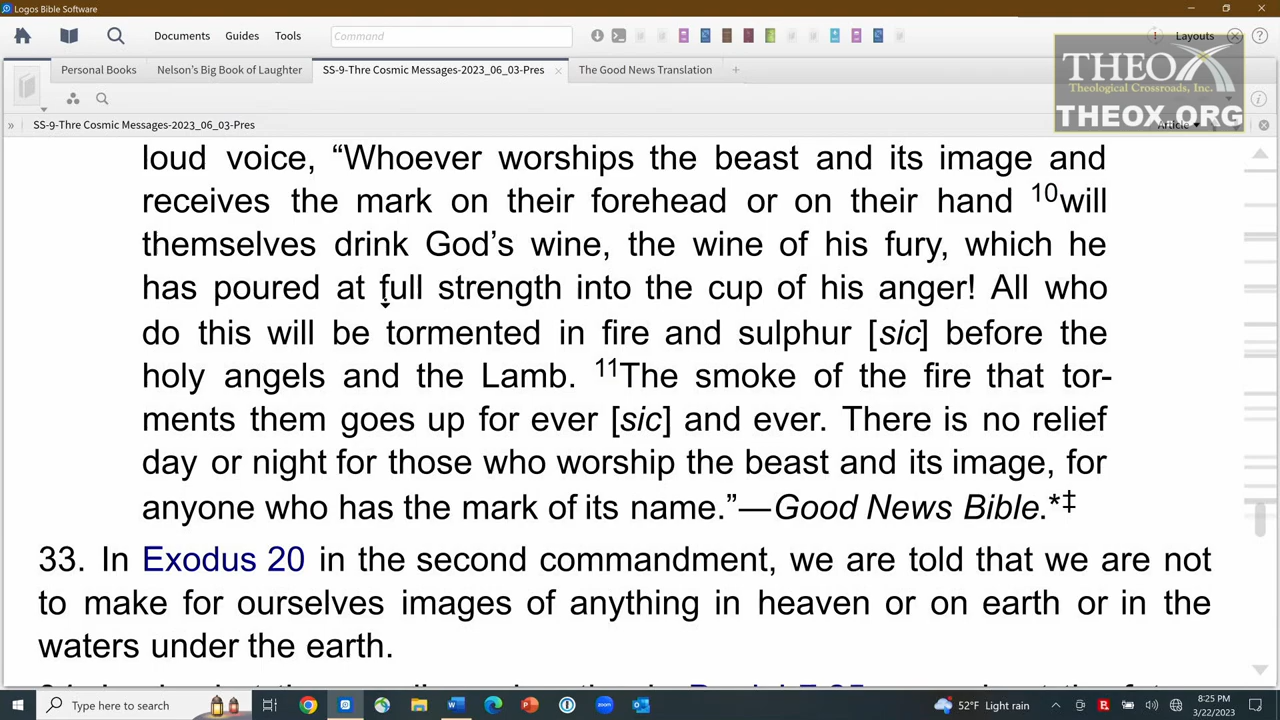 Logos Bible Software
Documents Guides Tools Command Layouts
Personal Books Nelson's Big Book of Laughter SS-9-Thre Cosmic Messages-2023_06_03-Pres The Good News Translation
THEOX
Theological Crossroads, Inc.
THEOX.ORG
SS-9-Thre Cosmic Messages-2023_06_03-Pres Article
loud voice, “Whoever worships the beast and its image and
receives the mark on their forehead or on their hand 10will
themselves drink God’s wine, the wine of his fury, which he
has poured at full strength into the cup of his anger! All who
do this will be tormented in fire and sulphur [sic] before the
holy angels and the Lamb. 11The smoke of the fire that tor-
ments them goes up for ever [sic] and ever. There is no relief
day or night for those who worship the beast and its image, for
anyone who has the mark of its name.”—Good News Bible.*‡
33. In Exodus 20 in the second commandment, we are told that we are not
to make for ourselves images of anything in heaven or on earth or in the
waters under the earth.
Type here to search 52°F Light rain 8:25 PM
3/22/2023